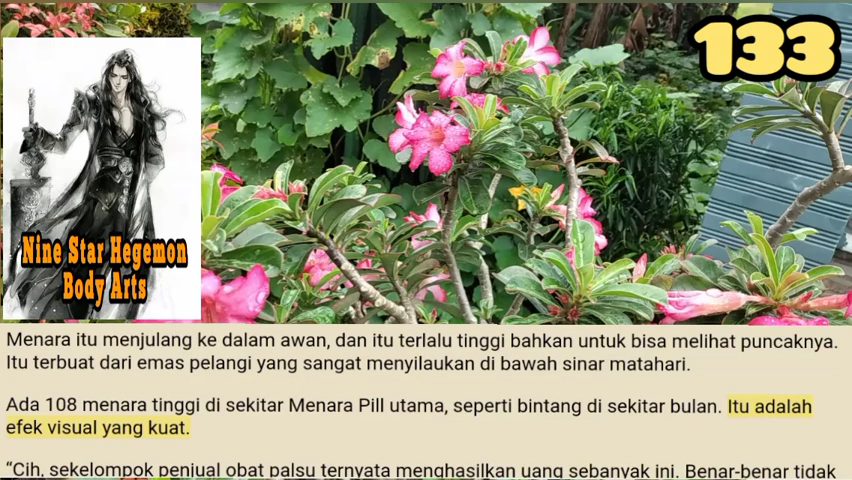 133
Nine Star Hegemon
Body Arts
Menara itu menjulang ke dalam awan, dan itu terlalu tinggi bahkan untuk bisa melihat puncaknya.
Itu terbuat dari emas pelangi yang sangat menyilaukan di bawah sinar matahari.
Ada 108 menara tinggi di sekitar Menara Pill utama, seperti bintang di sekitar bulan. Itu adalah
efek visual yang kuat.
“Cih, sekelompok penjual obat palsu ternyata menghasilkan uang sebanyak ini. Benar-benar tidak